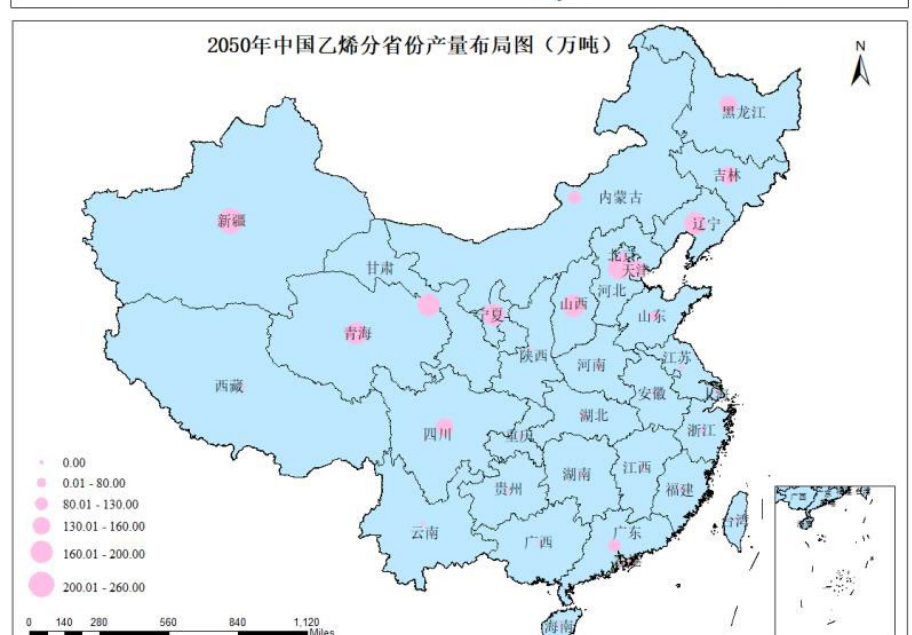 2050年中国乙烯分省份产量布局图（万吨）
N
黑龙江
吉林
内蒙古
辽宁
新疆
北京
天津
甘肃
河北
山西
宁夏
山东
青海
陕西
河南
江苏
西藏
安徽
上海
湖北
浙江
四川
重庆
湖南
江西
贵州
福建
云南
广西
广东
台湾
海南
0.00
0.01 - 80.00
80.01 - 130.00
130.01 - 160.00
160.01 - 200.00
200.01 - 260.00
0 140 280 560 840 1,120
Miles
广西